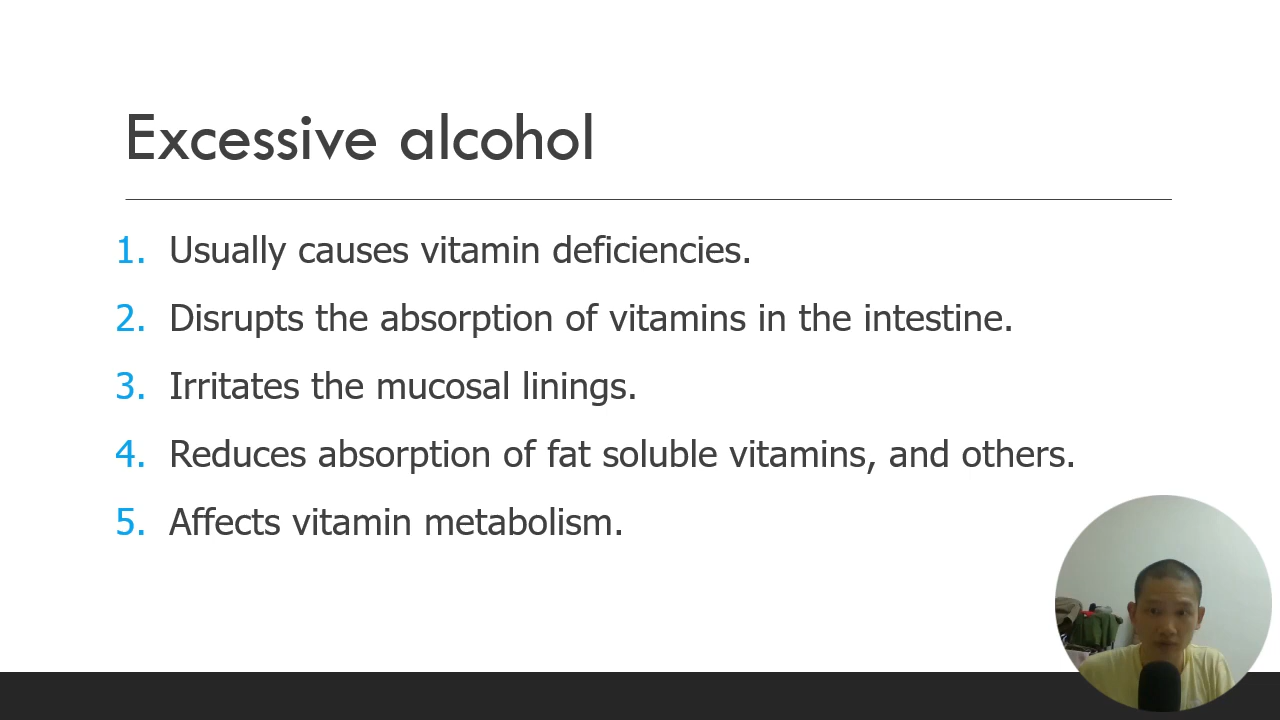 Excessive alcohol
1. Usually causes vitamin deficiencies.
2. Disrupts the absorption of vitamins in the intestine.
3. Irritates the mucosal linings.
4. Reduces absorption of fat soluble vitamins, and others.
5. Affects vitamin metabolism.